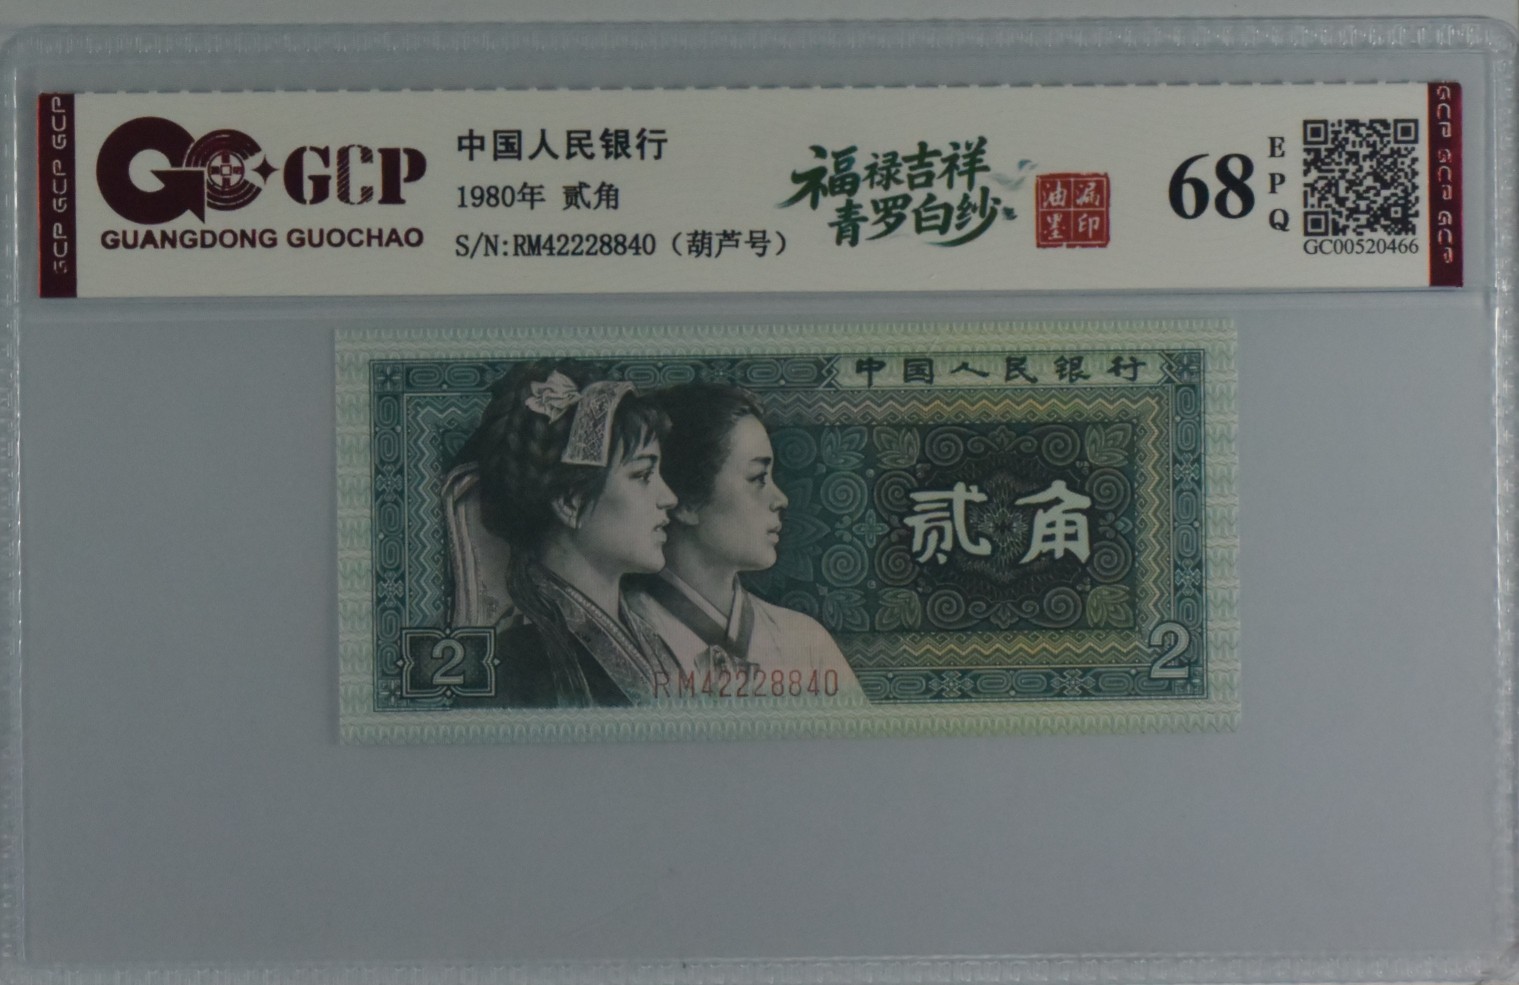 GCP GCP GCP
GCP
GUANGDONG GUOCHAO
中国人民银行
1980年 贰角
S/N:RM42228840（葫芦号）
福禄吉祥
青罗白纱
油漏
墨印
68
EPQ
GC00520466
GCP GCP GCP
中国人民银行
贰角
2
2
RM42228840